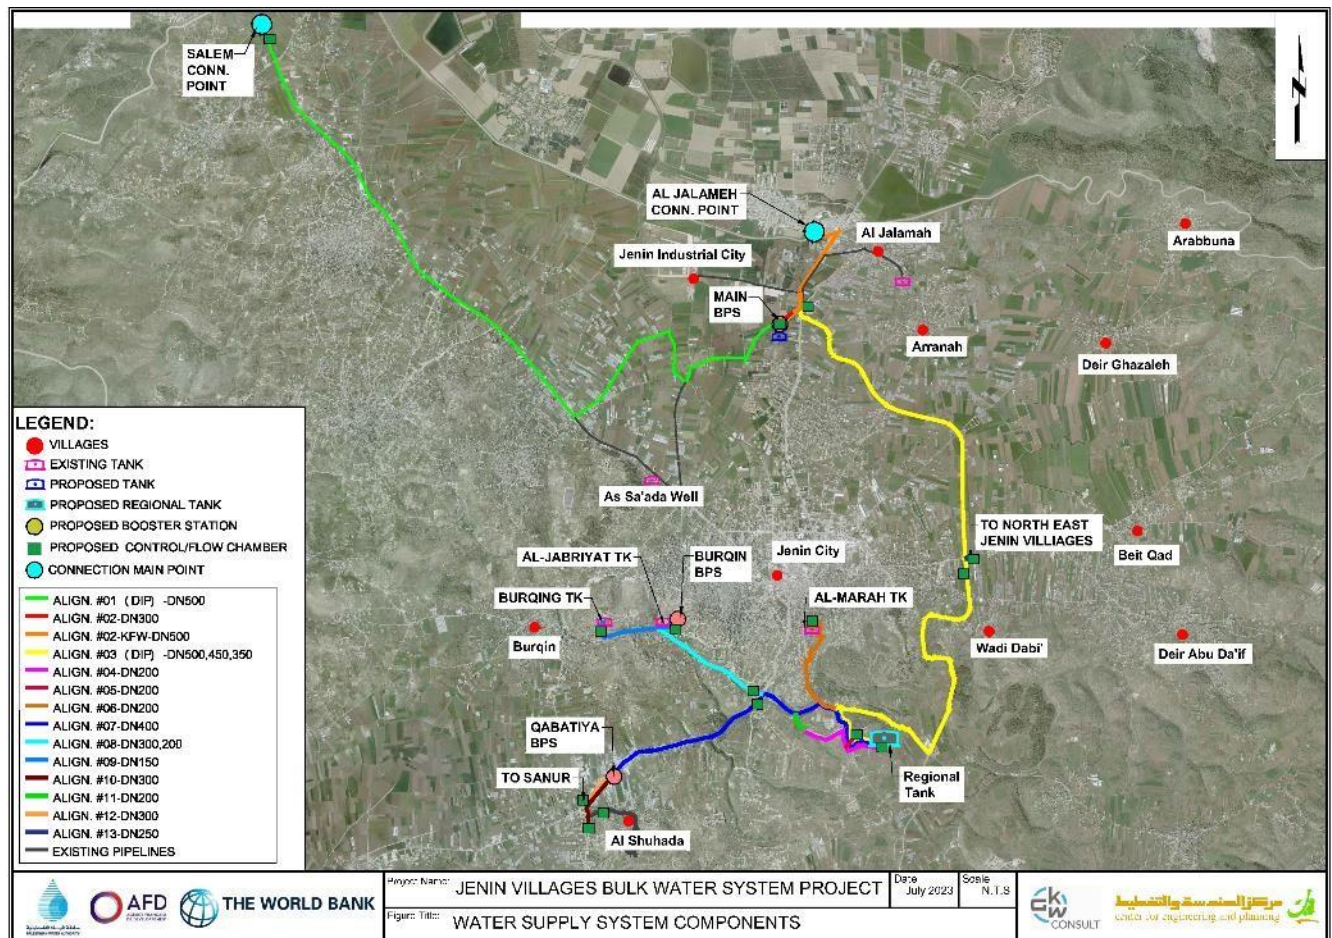 SALEM
CONN.
POINT
AL JALAMEH
CONN. POINT
Al Jalamah
Arabbuna
Jenin Industrial City
MAIN
BPS
Arranah
Deir Ghazaleh
As Sa'ada Well
TO NORTH EAST
JENIN VILLIAGES
Beit Qad
AL-JABRIYAT TK
BURQIN
BPS
Jenin City
BURQING TK
AL-MARAH TK
Burqin
Wadi Dabi'
Deir Abu Da'if
QABATIYA
BPS
TO SANUR
Regional
Tank
Al Shuhada
N
LEGEND:
VILLAGES
EXISTING TANK
PROPOSED TANK
PROPOSED REGIONAL TANK
PROPOSED BOOSTER STATION
PROPOSED CONTROL/FLOW CHAMBER
CONNECTION MAIN POINT
ALIGN. #01 (DIP) -DN500
ALIGN. #02-DN300
ALIGN. #02-KFW-DN500
ALIGN. #03 (DIP) -DN500,450,350
ALIGN. #04-DN200
ALIGN. #05-DN200
ALIGN. #06-DN200
ALIGN. #07-DN400
ALIGN. #08-DN300,200
ALIGN. #09-DN150
ALIGN. #10-DN300
ALIGN. #11-DN200
ALIGN. #12-DN300
ALIGN. #13-DN250
EXISTING PIPELINES
AFD
THE WORLD BANK
Project Name: JENIN VILLAGES BULK WATER SYSTEM PROJECT
Date
July 2023
Scale
N.T.S
Figure Title: WATER SUPPLY SYSTEM COMPONENTS
CONSULT
مركز الهندسة والتخطيط
center for engineering and planning